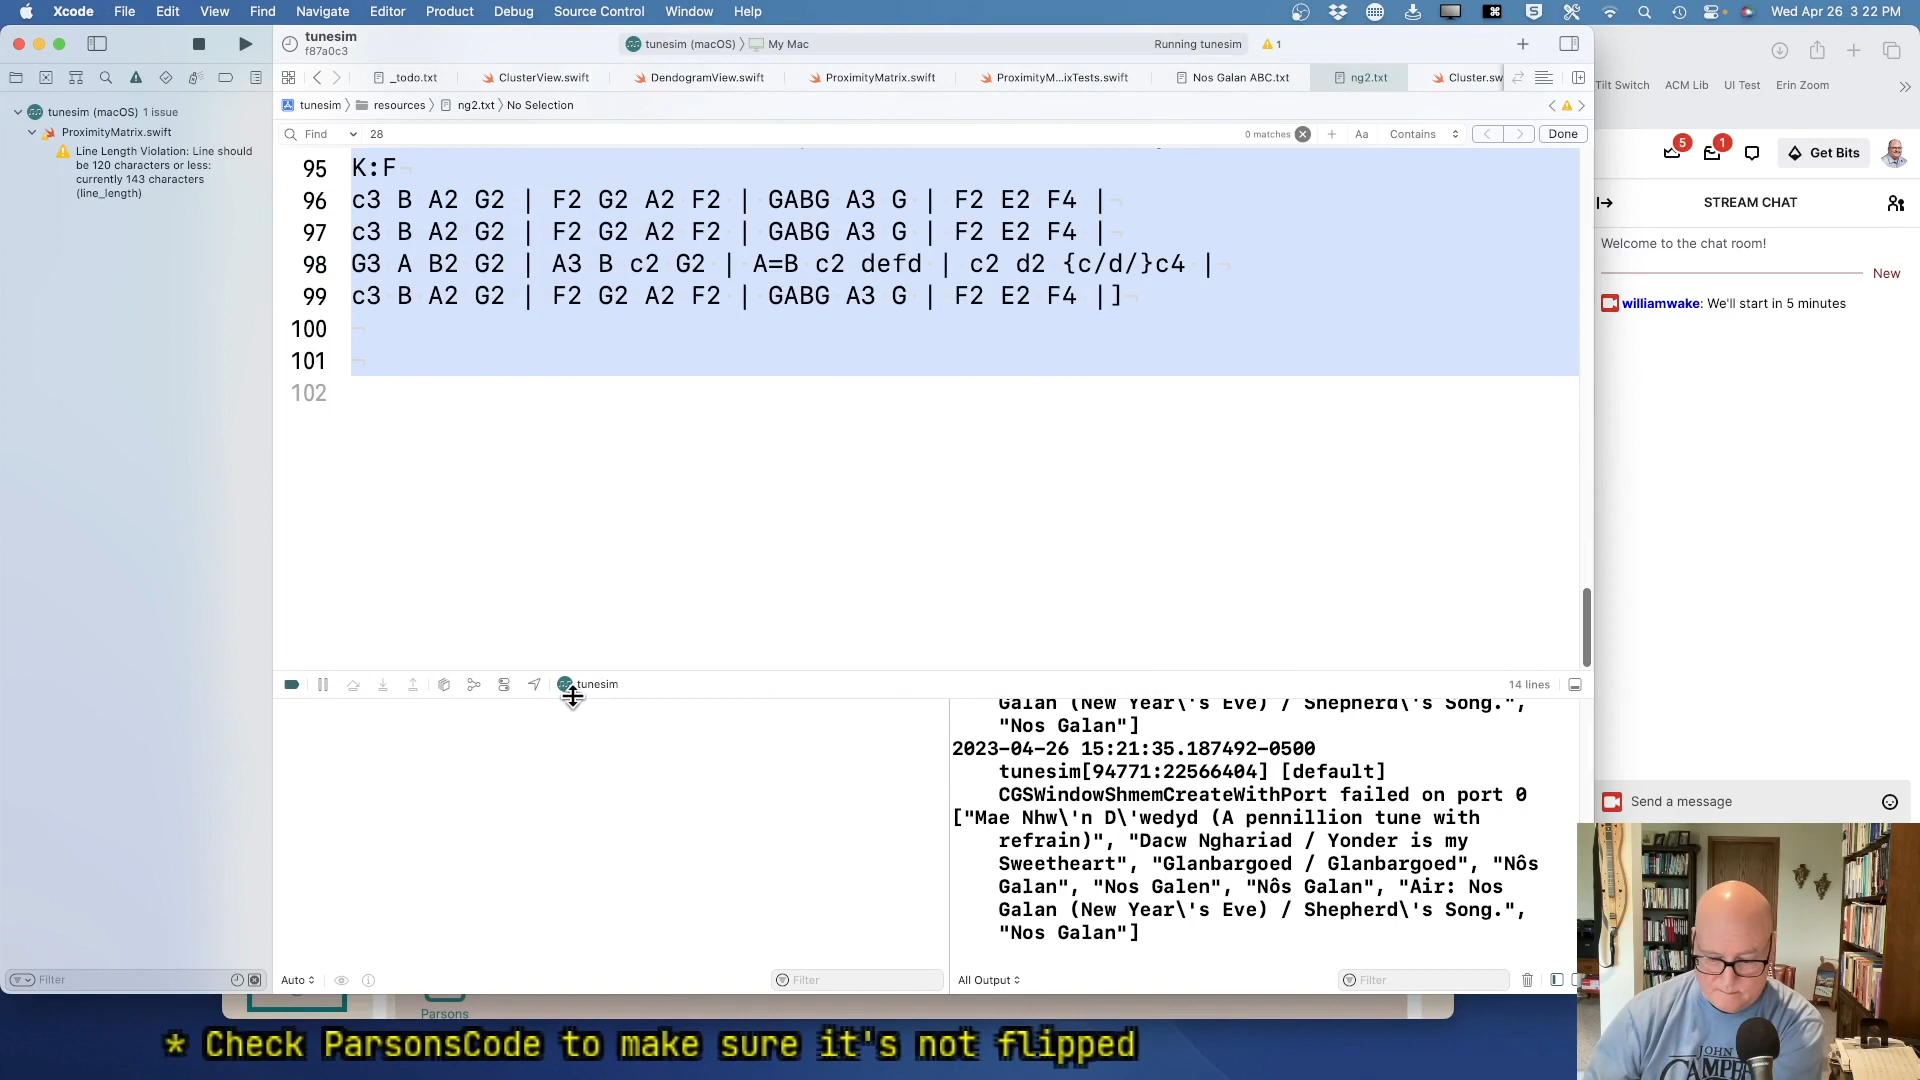 Xcode File Edit View Find Navigate Editor Product Debug Source Control Window Help
Wed Apr 26 3 22 PM
tunesim
f87a0c3
tunesim (macOS) 〉 My Mac
Running tunesim
1
_todo.txt
ClusterView.swift
DendogramView.swift
ProximityMatrix.swift
ProximityM...ixTests.swift
Nos Galan ABC.txt
ng2.txt
Cluster.sw
tunesim 〉 resources 〉 ng2.txt 〉 No Selection
Find
28
0 matches
Aa
Contains
Done
tunesim (macOS) 1 issue
ProximityMatrix.swift
Line Length Violation: Line should
be 120 characters or less:
currently 143 characters
(line_length)
95 K:F
96 c3 B A2 G2 | F2 G2 A2 F2 | GABG A3 G | F2 E2 F4 |
97 c3 B A2 G2 | F2 G2 A2 F2 | GABG A3 G | F2 E2 F4 |
98 G3 A B2 G2 | A3 B c2 G2 | A=B c2 defd | c2 d2 {c/d/}c4 |
99 c3 B A2 G2 | F2 G2 A2 F2 | GABG A3 G | F2 E2 F4 |]
100
101
102
tunesim
14 lines
Galan (New Year\'s Eve) / Shepherd\'s Song.",
"Nos Galan"]
2023-04-26 15:21:35.187492-0500
tunesim[94771:22566404] [default]
CGSWindowShmemCreateWithPort failed on port 0
["Mae Nhw\'n D\'wedyd (A pennillion tune with
refrain)", "Dacw Nghariad / Yonder is my
Sweetheart", "Glanbargoed / Glanbargoed", "Nôs
Galan", "Nos Galen", "Nôs Galan", "Air: Nos
Galan (New Year\'s Eve) / Shepherd\'s Song.",
"Nos Galan"]
Filter
Auto
Filter
All Output
Filter
Tilt Switch
ACM Lib
UI Test
Erin Zoom
5
1
Get Bits
STREAM CHAT
Welcome to the chat room!
New
williamwake: We'll start in 5 minutes
Send a message
Parsons
* Check ParsonsCode to make sure it's not flipped
JOHN